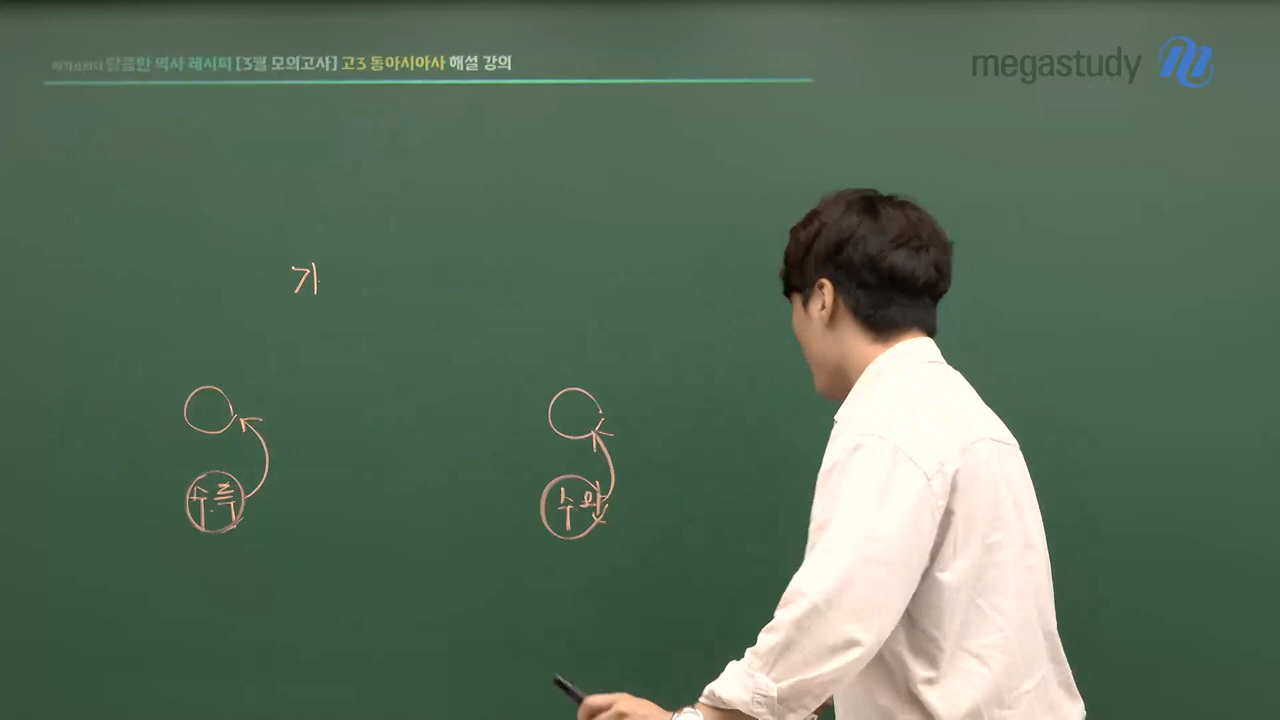 달콤한 역사 레시피 [3월 모의고사] 고3 동아시아사 해설 강의
megastudy
가
수륙
수와